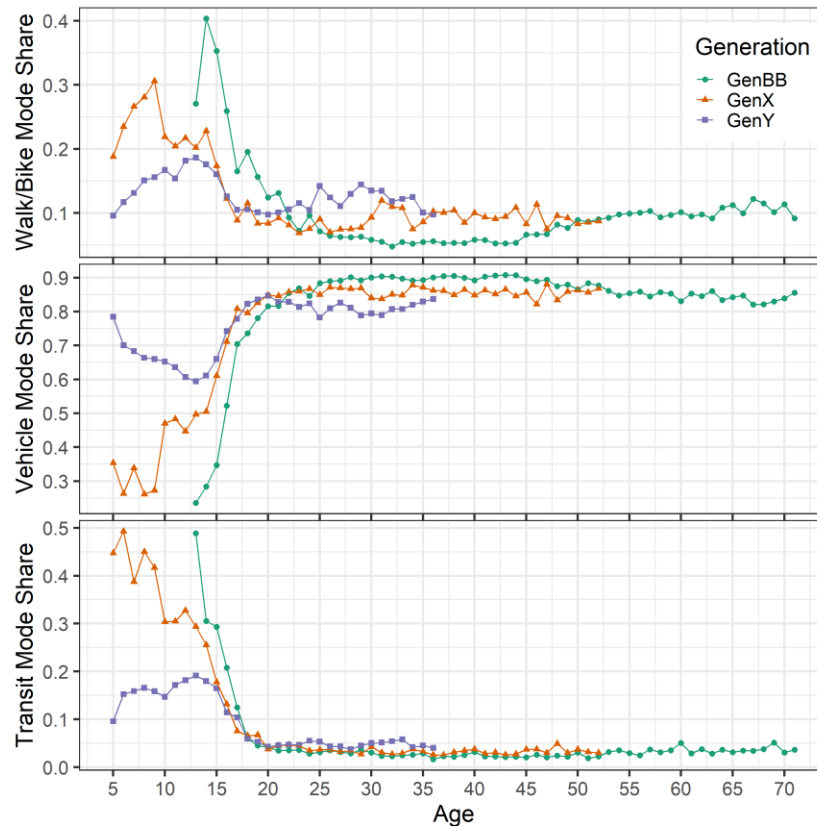 Walk/Bike Mode Share
0.4
0.3
0.2
0.1
Generation
GenBB
GenX
GenY
Vehicle Mode Share
0.9
0.8
0.7
0.6
0.5
0.4
0.3
Transit Mode Share
0.5
0.4
0.3
0.2
0.1
0.0
5 10 15 20 25 30 35 40 45 50 55 60 65 70
Age